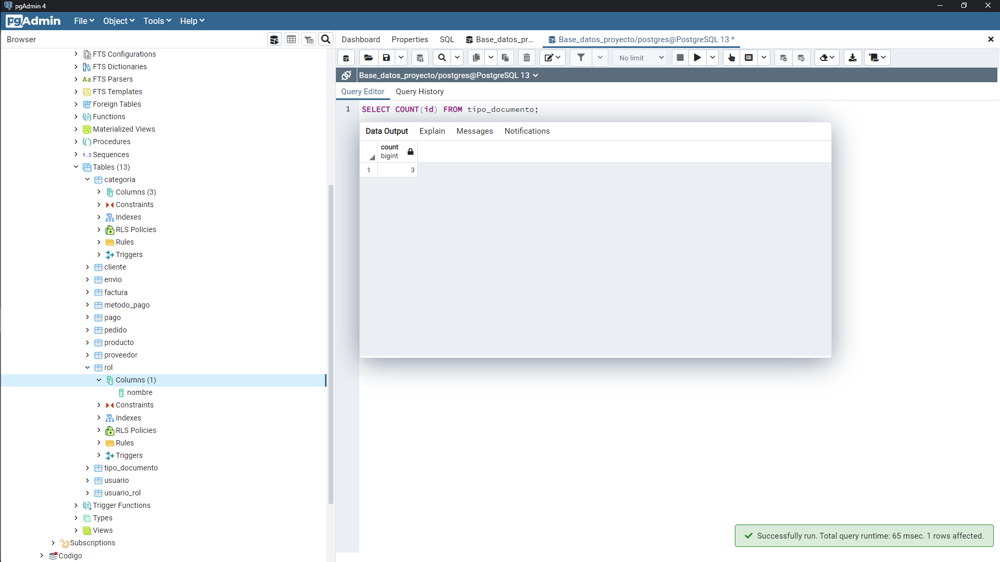 pgAdmin 4
pgAdmin File Object Tools Help
Browser
Dashboard Properties SQL Base_datos_pr... Base_datos_proyecto/postgres@PostgreSQL 13 *
No limit
Base_datos_proyecto/postgres@PostgreSQL 13
Query Editor Query History
1 SELECT COUNT(id) FROM tipo_documento;
Data Output Explain Messages Notifications
count
bigint
1 3
FTS Configurations
FTS Dictionaries
Aa FTS Parsers
FTS Templates
Foreign Tables
Functions
Materialized Views
Procedures
1..3 Sequences
Tables (13)
categoria
Columns (3)
Constraints
Indexes
RLS Policies
Rules
Triggers
cliente
envio
factura
metodo_pago
pago
pedido
producto
proveedor
rol
Columns (1)
nombre
Constraints
Indexes
RLS Policies
Rules
Triggers
tipo_documento
usuario
usuario_rol
Trigger Functions
Types
Views
Subscriptions
Codigo
Successfully run. Total query runtime: 65 msec. 1 rows affected.